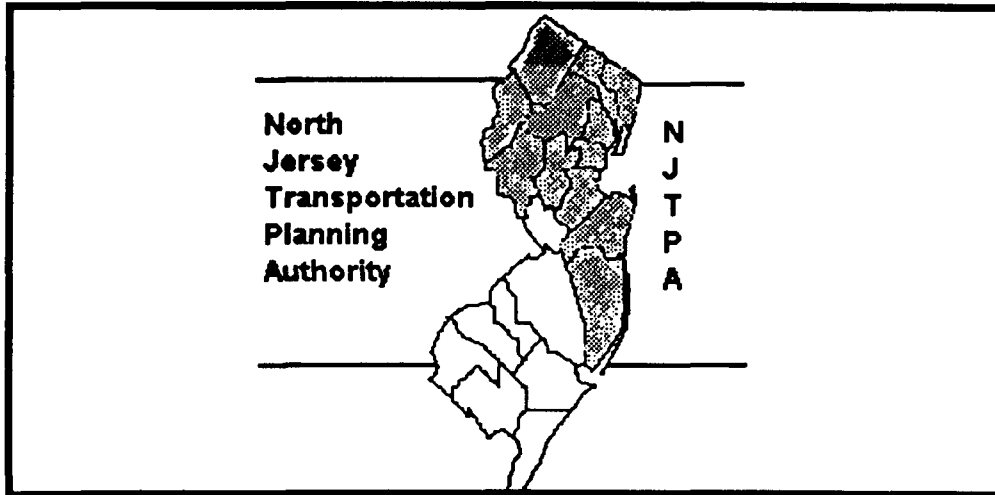 North
Jersey
Transportation
Planning
Authority
N
J
T
P
A